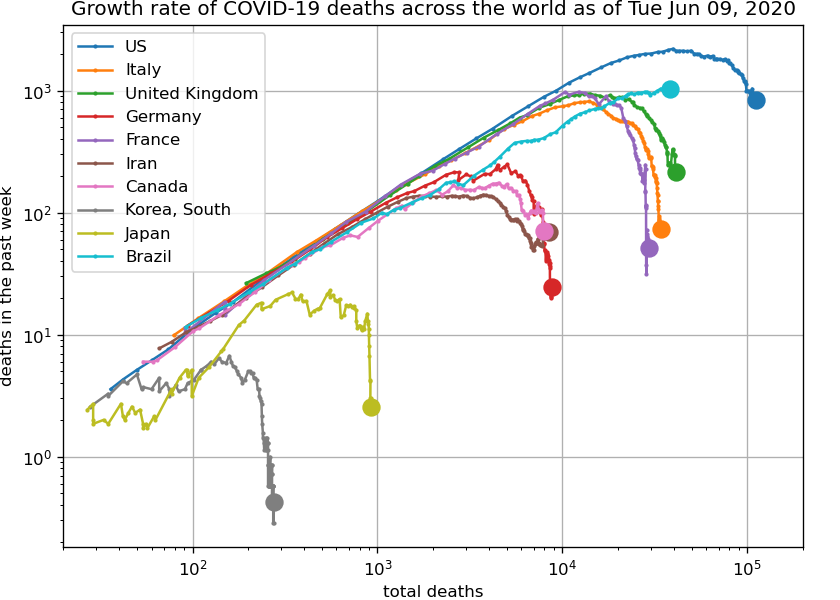 Growth rate of COVID-19 deaths across the world as of Tue Jun 09, 2020
US
Italy
United Kingdom
Germany
France
Iran
Canada
Korea, South
Japan
Brazil
deaths in the past week
10³
10²
10¹
10⁰
10² 10³ 10⁴ 10⁵
total deaths